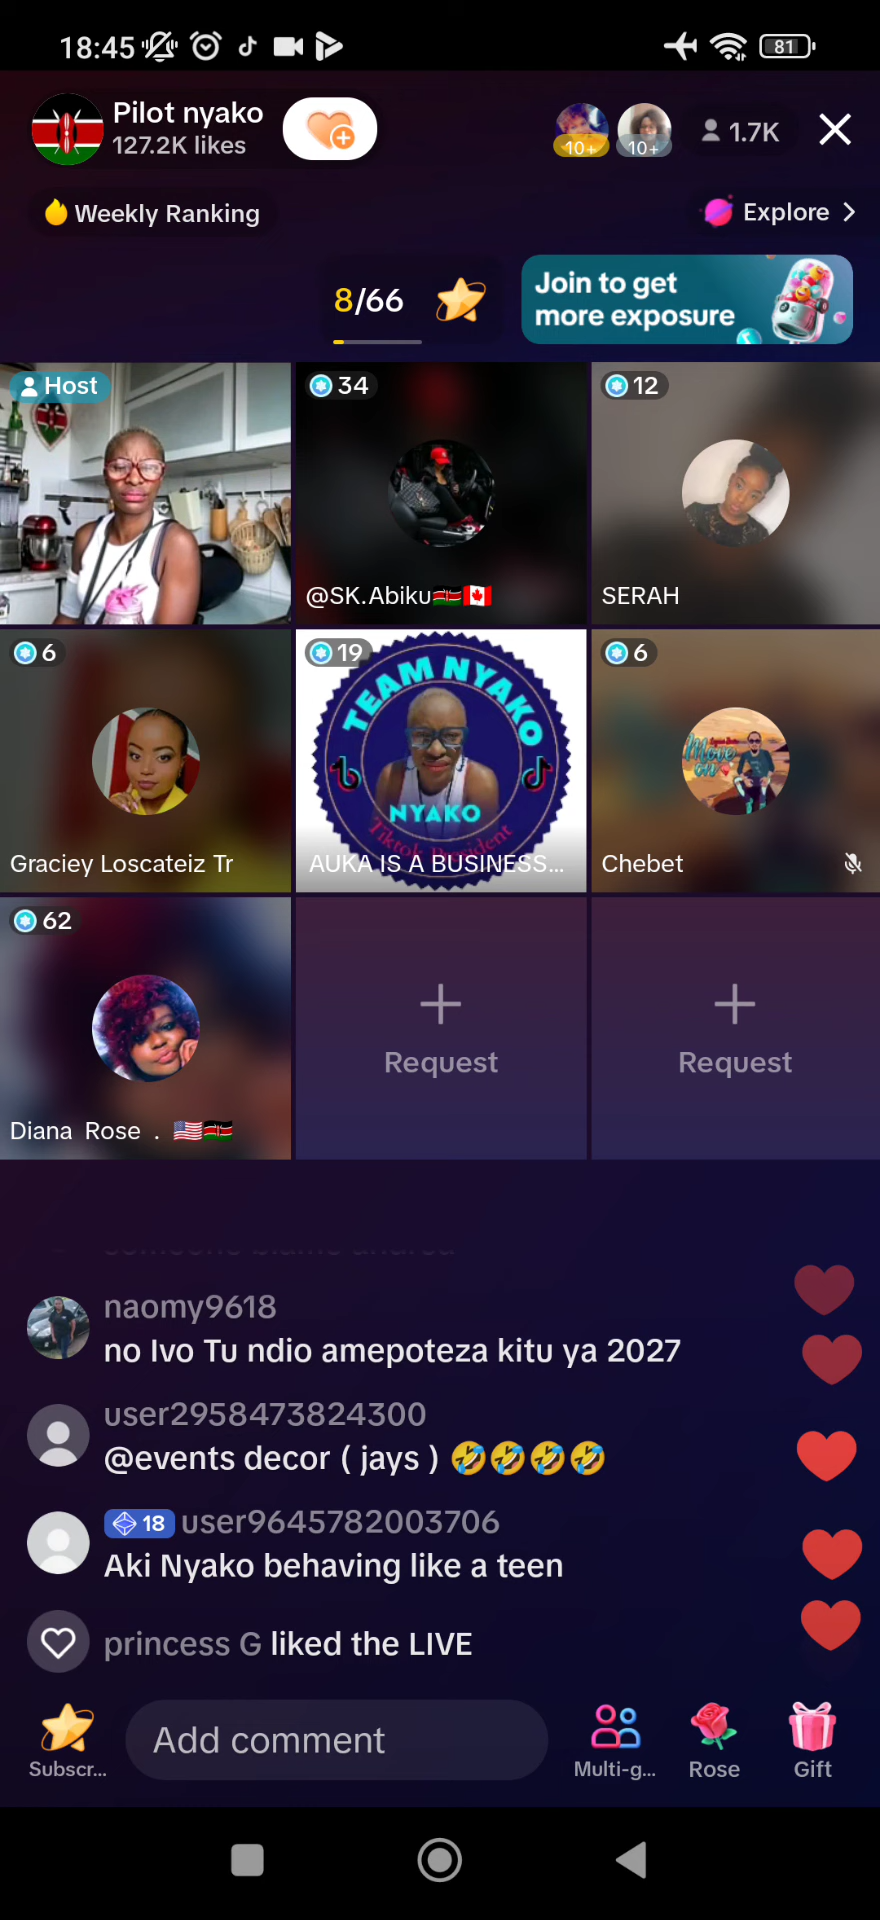 18:45
81
Pilot nyako
127.2K likes
10+
10+
1.7K
Weekly Ranking
Explore
8/66
Join to get
more exposure
Host
34
12
@SK.Abiku🇰🇪🇨🇦
SERAH
6
19
6
TEAM NYAKO
Move
on
NYAKO
Tiktok President
Graciey Loscateiz Tr
AUKA IS A BUSINESS...
Chebet
62
Request
Request
Diana Rose . 🇺🇸🇰🇪
naomy9618
no Ivo Tu ndio amepoteza kitu ya 2027
user2958473824300
@events decor ( jays ) 🤣🤣🤣🤣
18 user9645782003706
Aki Nyako behaving like a teen
princess G liked the LIVE
Add comment
Subscr...
Multi-g...
Rose
Gift